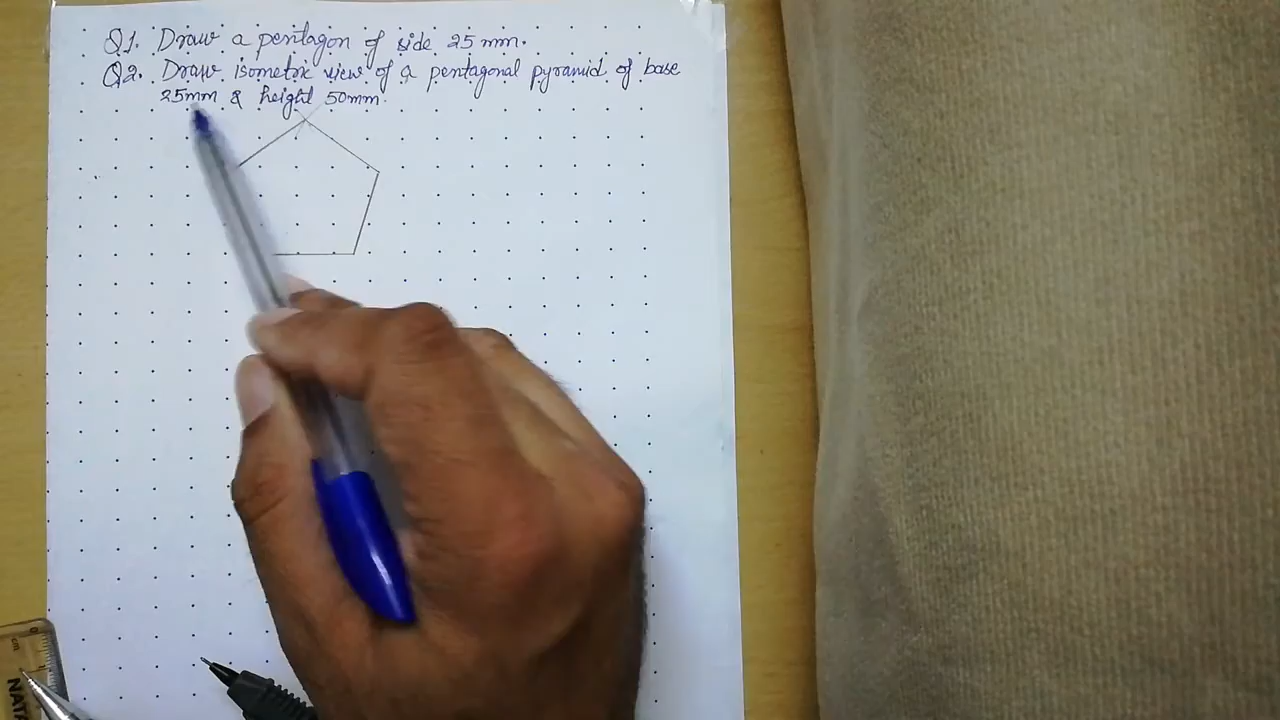 Q1. Draw a pentagon of side 25 mm.
Q2. Draw isometric view of a pentagonal pyramid of base
25mm & height 50mm.
cm